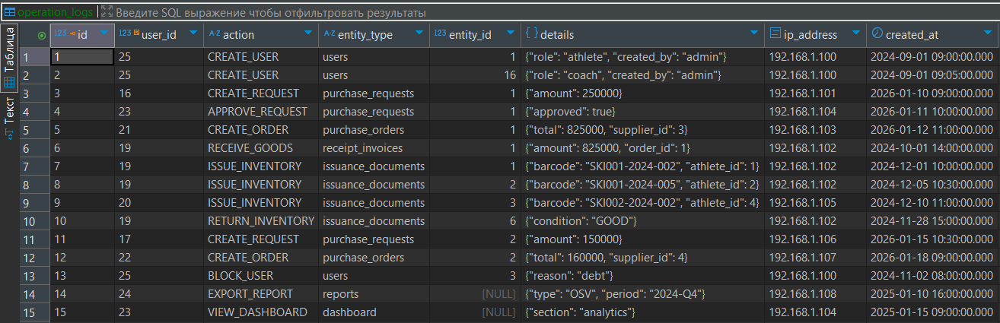 operation_logs Введите SQL выражение чтобы отфильтровать результаты
Таблица
Текст
123 id 123 user_id A-Z action A-Z entity_type 123 entity_id {} details ip_address created_at
1 1 25 CREATE_USER users 1 {"role": "athlete", "created_by": "admin"} 192.168.1.100 2024-09-01 09:00:00.000
2 2 25 CREATE_USER users 16 {"role": "coach", "created_by": "admin"} 192.168.1.100 2024-09-01 09:05:00.000
3 3 16 CREATE_REQUEST purchase_requests 1 {"amount": 250000} 192.168.1.101 2026-01-10 09:00:00.000
4 4 23 APPROVE_REQUEST purchase_requests 1 {"approved": true} 192.168.1.104 2026-01-11 10:00:00.000
5 5 21 CREATE_ORDER purchase_orders 1 {"total": 825000, "supplier_id": 3} 192.168.1.103 2026-01-12 11:00:00.000
6 6 19 RECEIVE_GOODS receipt_invoices 1 {"amount": 825000, "order_id": 1} 192.168.1.102 2024-10-01 14:00:00.000
7 7 19 ISSUE_INVENTORY issuance_documents 1 {"barcode": "SKI001-2024-002", "athlete_id": 1} 192.168.1.102 2024-12-01 10:00:00.000
8 8 19 ISSUE_INVENTORY issuance_documents 2 {"barcode": "SKI001-2024-005", "athlete_id": 2} 192.168.1.102 2024-12-05 10:30:00.000
9 9 20 ISSUE_INVENTORY issuance_documents 3 {"barcode": "SKI002-2024-002", "athlete_id": 4} 192.168.1.105 2024-12-10 11:00:00.000
10 10 19 RETURN_INVENTORY issuance_documents 6 {"condition": "GOOD"} 192.168.1.102 2024-11-28 15:00:00.000
11 11 17 CREATE_REQUEST purchase_requests 2 {"amount": 150000} 192.168.1.106 2026-01-15 10:30:00.000
12 12 22 CREATE_ORDER purchase_orders 2 {"total": 160000, "supplier_id": 4} 192.168.1.107 2026-01-18 09:00:00.000
13 13 25 BLOCK_USER users 3 {"reason": "debt"} 192.168.1.100 2024-11-02 08:00:00.000
14 14 24 EXPORT_REPORT reports [NULL] {"type": "OSV", "period": "2024-Q4"} 192.168.1.108 2025-01-10 16:00:00.000
15 15 23 VIEW_DASHBOARD dashboard [NULL] {"section": "analytics"} 192.168.1.104 2025-01-15 09:00:00.000